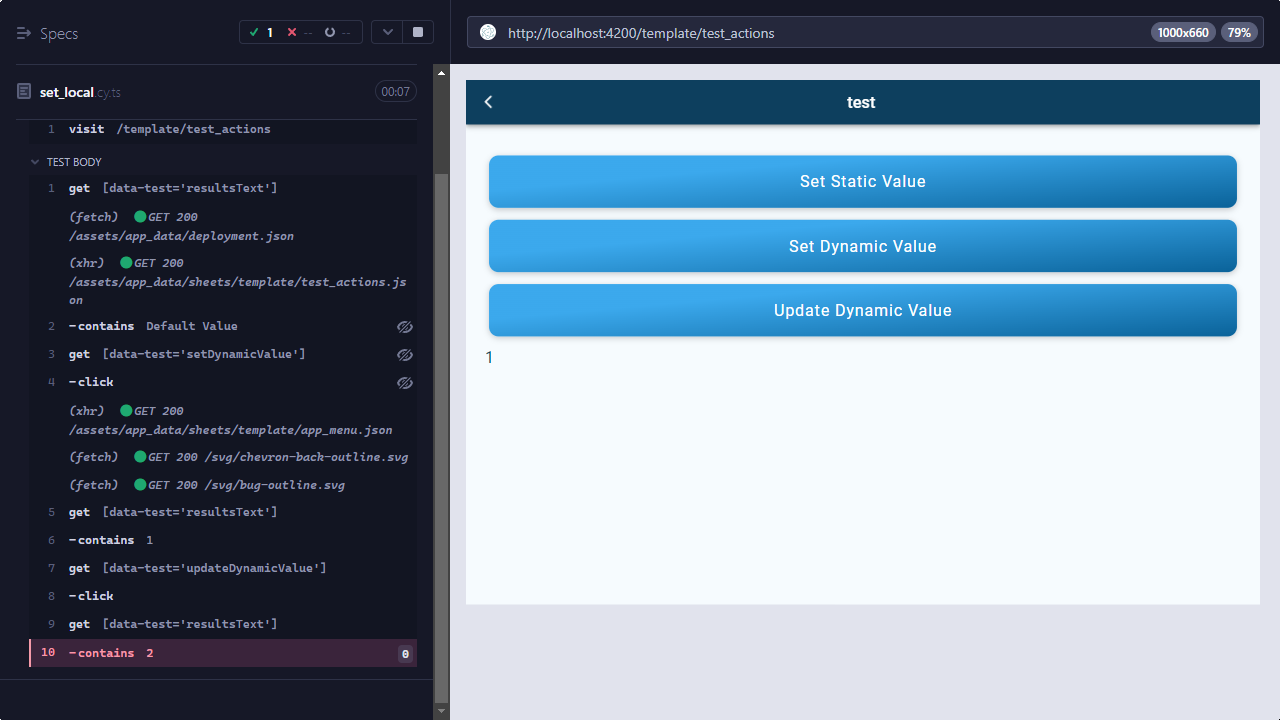 Specs
1 -- --
http://localhost:4200/template/test_actions
1000x660
79%
set_local.cy.ts
00:07
test
1 visit /template/test_actions
TEST BODY
1 get [data-test='resultsText']
(fetch) GET 200
/assets/app_data/deployment.json
(xhr) GET 200
/assets/app_data/sheets/template/test_actions.js
on
2 -contains Default Value
3 get [data-test='setDynamicValue']
4 -click
(xhr) GET 200
/assets/app_data/sheets/template/app_menu.json
(fetch) GET 200 /svg/chevron-back-outline.svg
(fetch) GET 200 /svg/bug-outline.svg
5 get [data-test='resultsText']
6 -contains 1
7 get [data-test='updateDynamicValue']
8 -click
9 get [data-test='resultsText']
10 -contains 2 0
Set Static Value
Set Dynamic Value
Update Dynamic Value
1